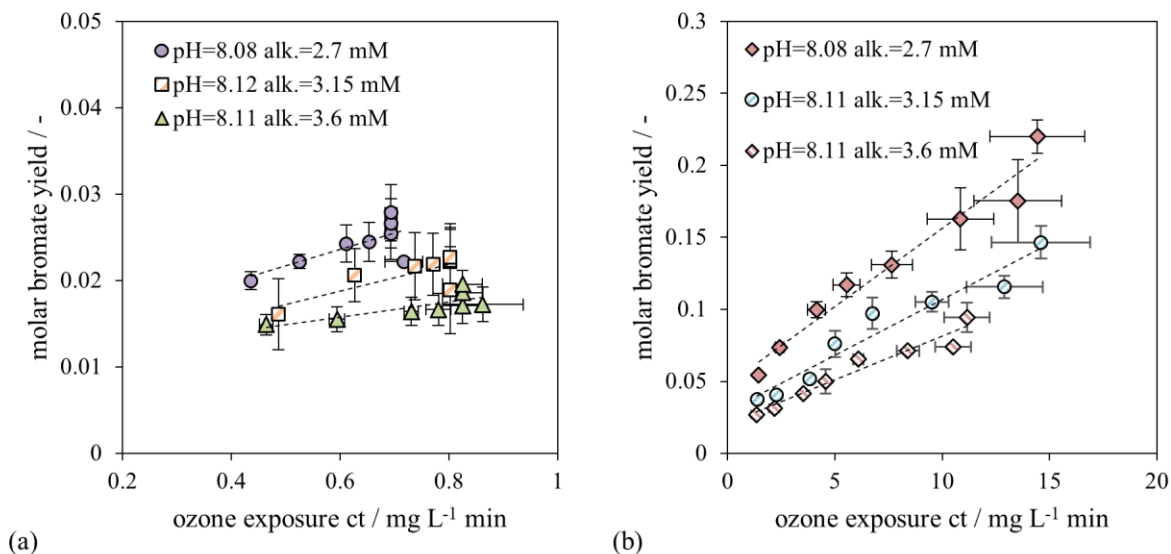 0.05
0.04
0.03
0.02
0.01
0
molar bromate yield / -
pH=8.08 alk.=2.7 mM
pH=8.12 alk.=3.15 mM
pH=8.11 alk.=3.6 mM
0.2 0.4 0.6 0.8 1
ozone exposure ct / mg L⁻¹ min
(a)
0.3
0.25
0.2
0.15
0.1
0.05
0
molar bromate yield / -
pH=8.08 alk.=2.7 mM
pH=8.11 alk.=3.15 mM
pH=8.11 alk.=3.6 mM
0 5 10 15 20
ozone exposure ct / mg L⁻¹ min
(b)